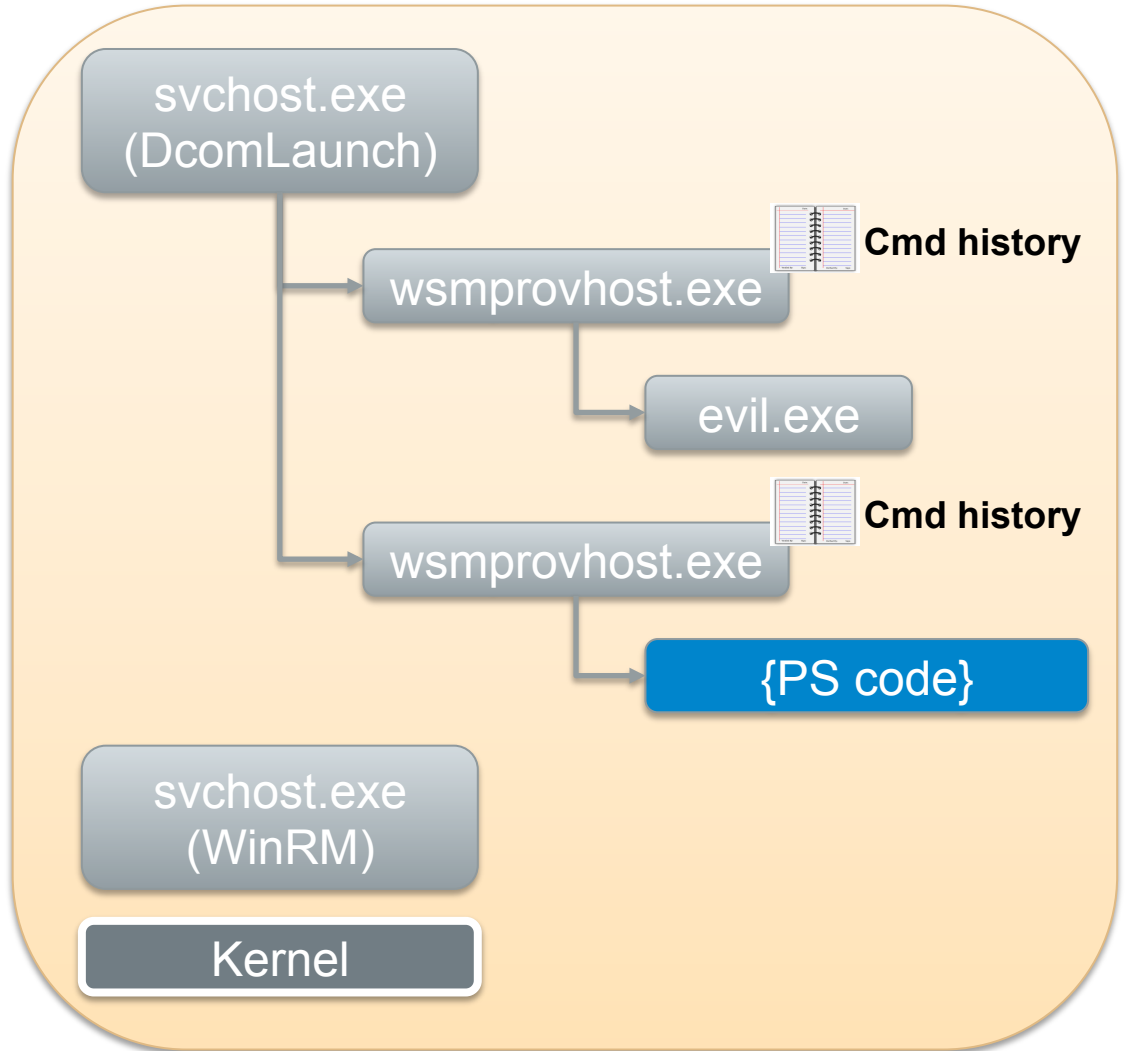 svchost.exe
(DcomLaunch)
Cmd history
wsmprovhost.exe
evil.exe
Cmd history
wsmprovhost.exe
{PS code}
svchost.exe
(WinRM)
Kernel